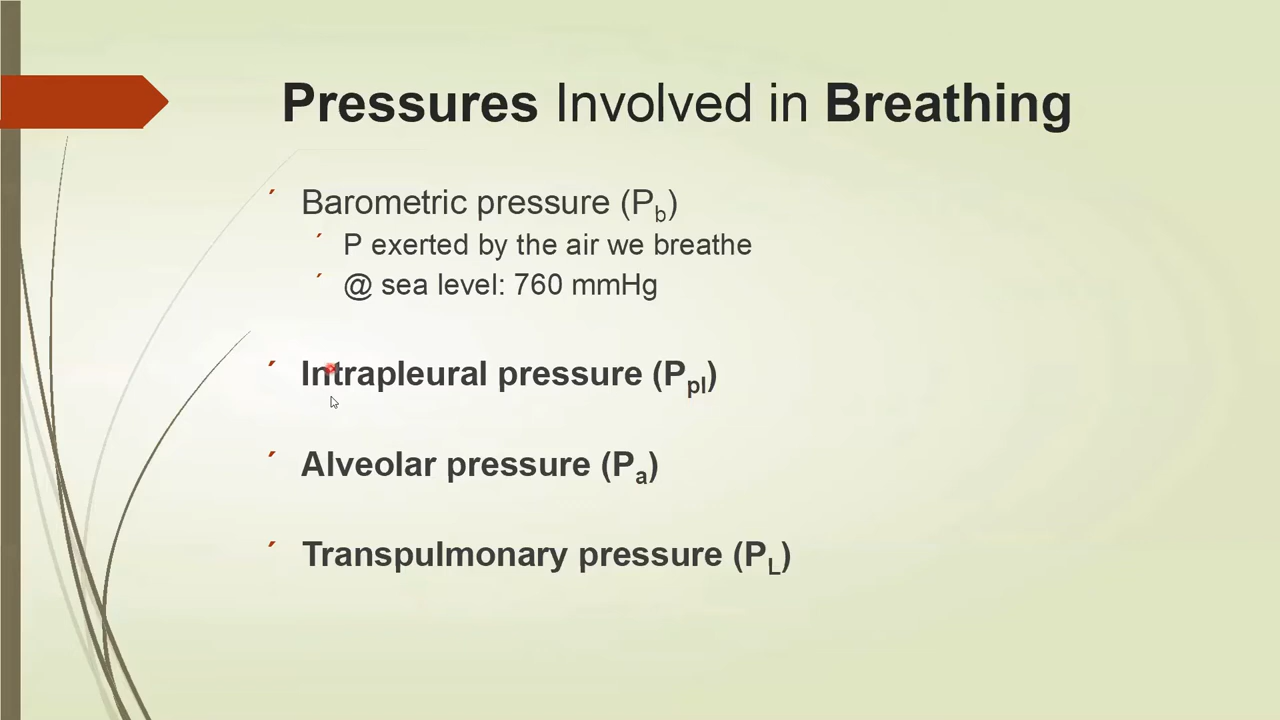 Pressures Involved in Breathing
Barometric pressure (Pb)
P exerted by the air we breathe
@ sea level: 760 mmHg
Intrapleural pressure (Ppl)
Alveolar pressure (Pa)
Transpulmonary pressure (PL)